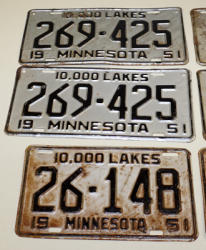 10,000 LAKES
269-425
19 MINNESOTA 51
10,000 LAKES
269-425
19 MINNESOTA 51
10,000 LAKES
26-148
19 MINNESOTA 51